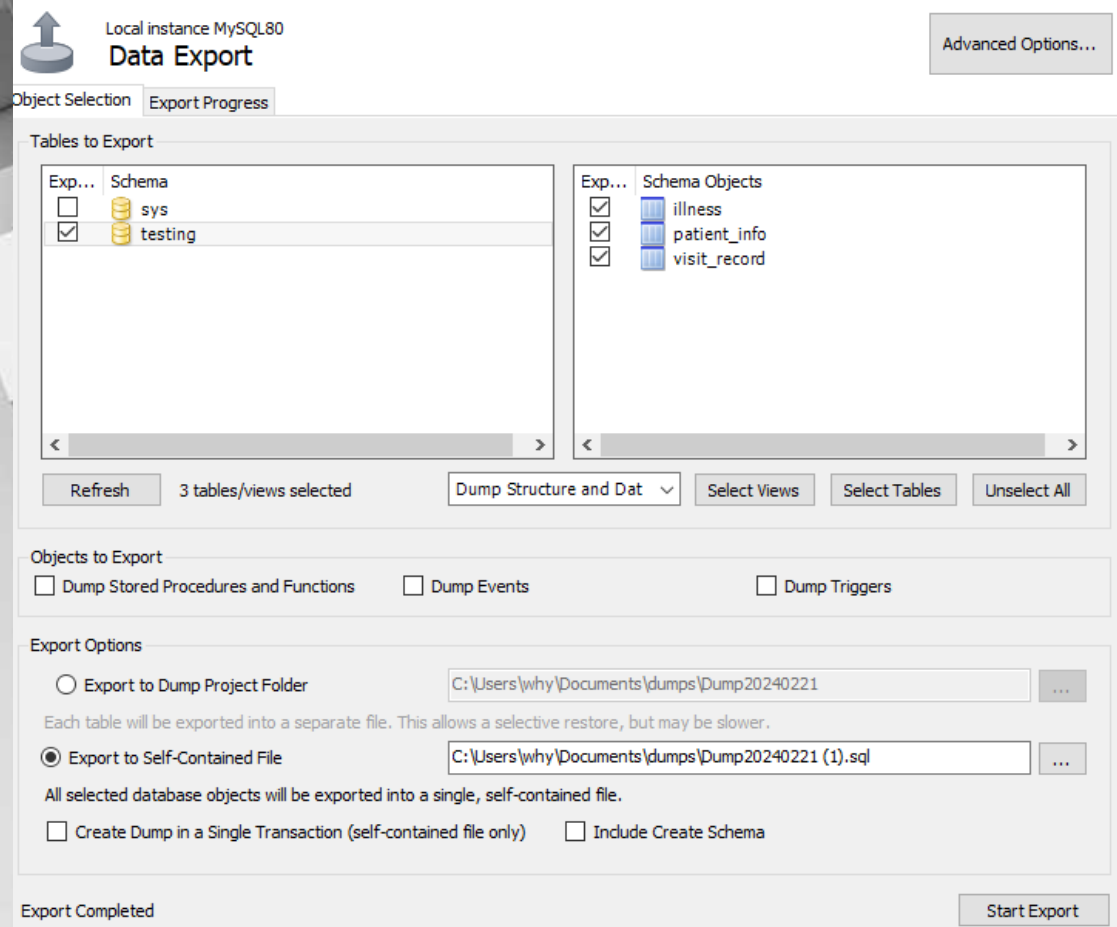 Local instance MySQL80
Data Export
Advanced Options...
Object Selection
Export Progress
Tables to Export
Exp... Schema
sys
testing
Exp... Schema Objects
illness
patient_info
visit_record
Refresh
3 tables/views selected
Dump Structure and Dat
Select Views
Select Tables
Unselect All
Objects to Export
Dump Stored Procedures and Functions
Dump Events
Dump Triggers
Export Options
Export to Dump Project Folder
C:\Users\why\Documents\dumps\Dump20240221
...
Each table will be exported into a separate file. This allows a selective restore, but may be slower.
Export to Self-Contained File
C:\Users\why\Documents\dumps\Dump20240221 (1).sql
...
All selected database objects will be exported into a single, self-contained file.
Create Dump in a Single Transaction (self-contained file only)
Include Create Schema
Export Completed
Start Export